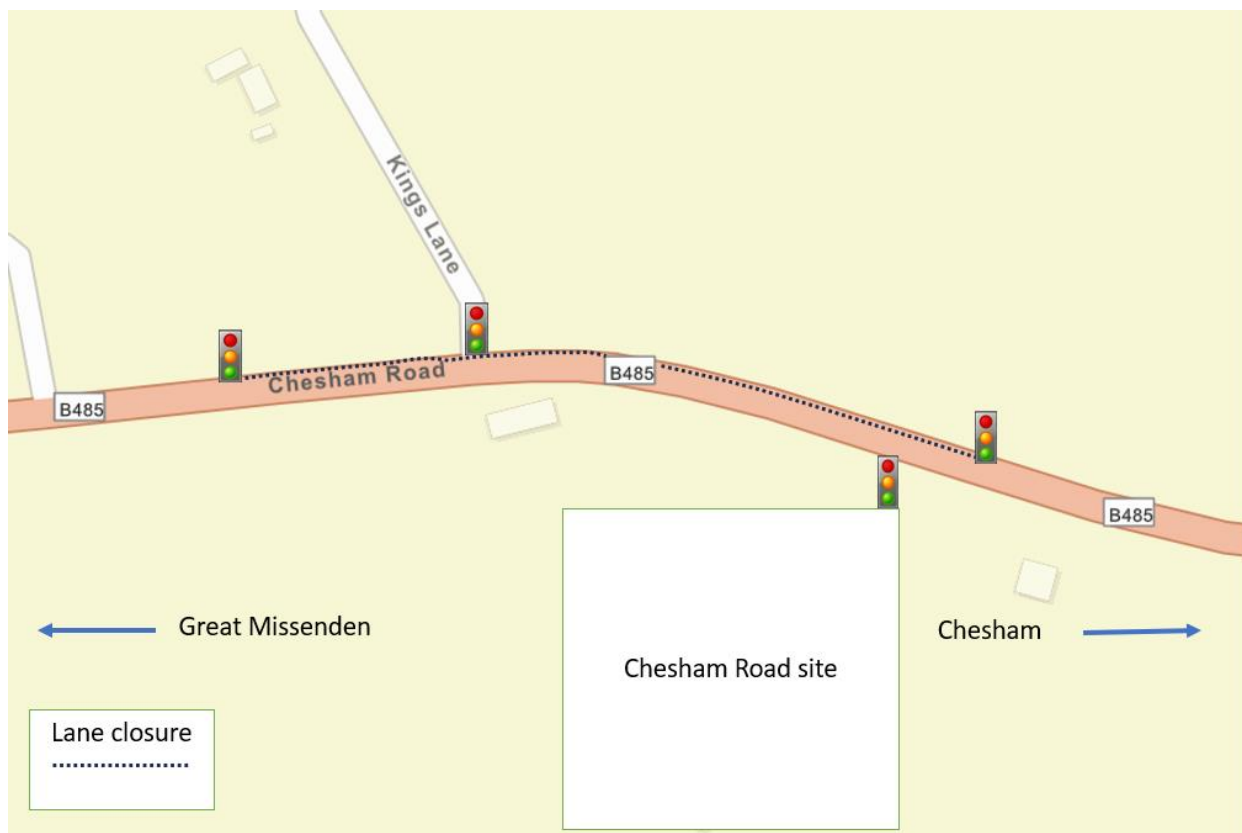 Kings Lane
Chesham Road
B485
B485
B485
Great Missenden
Chesham
Chesham Road site
Lane closure